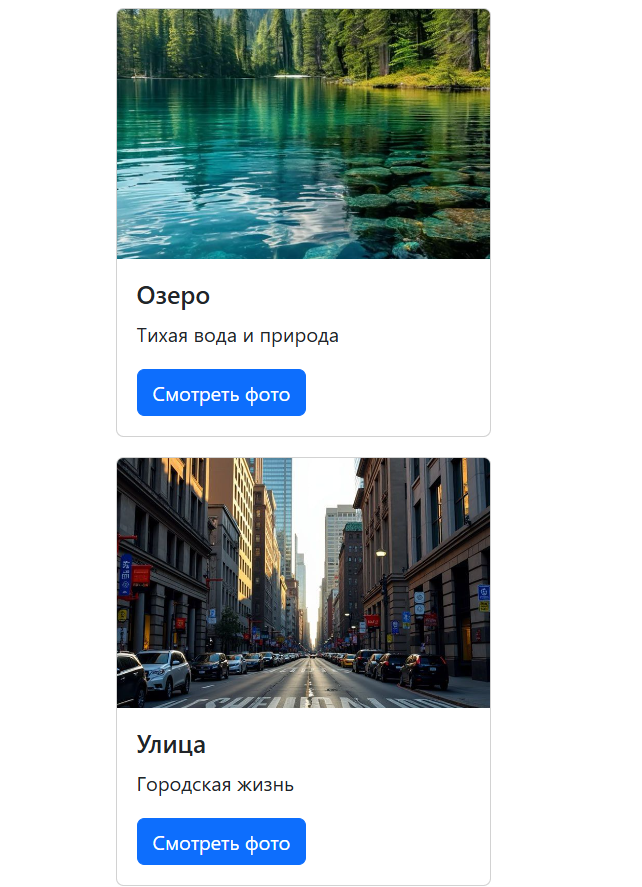 Озеро
Тихая вода и природа
Смотреть фото
Улица
Городская жизнь
Смотреть фото